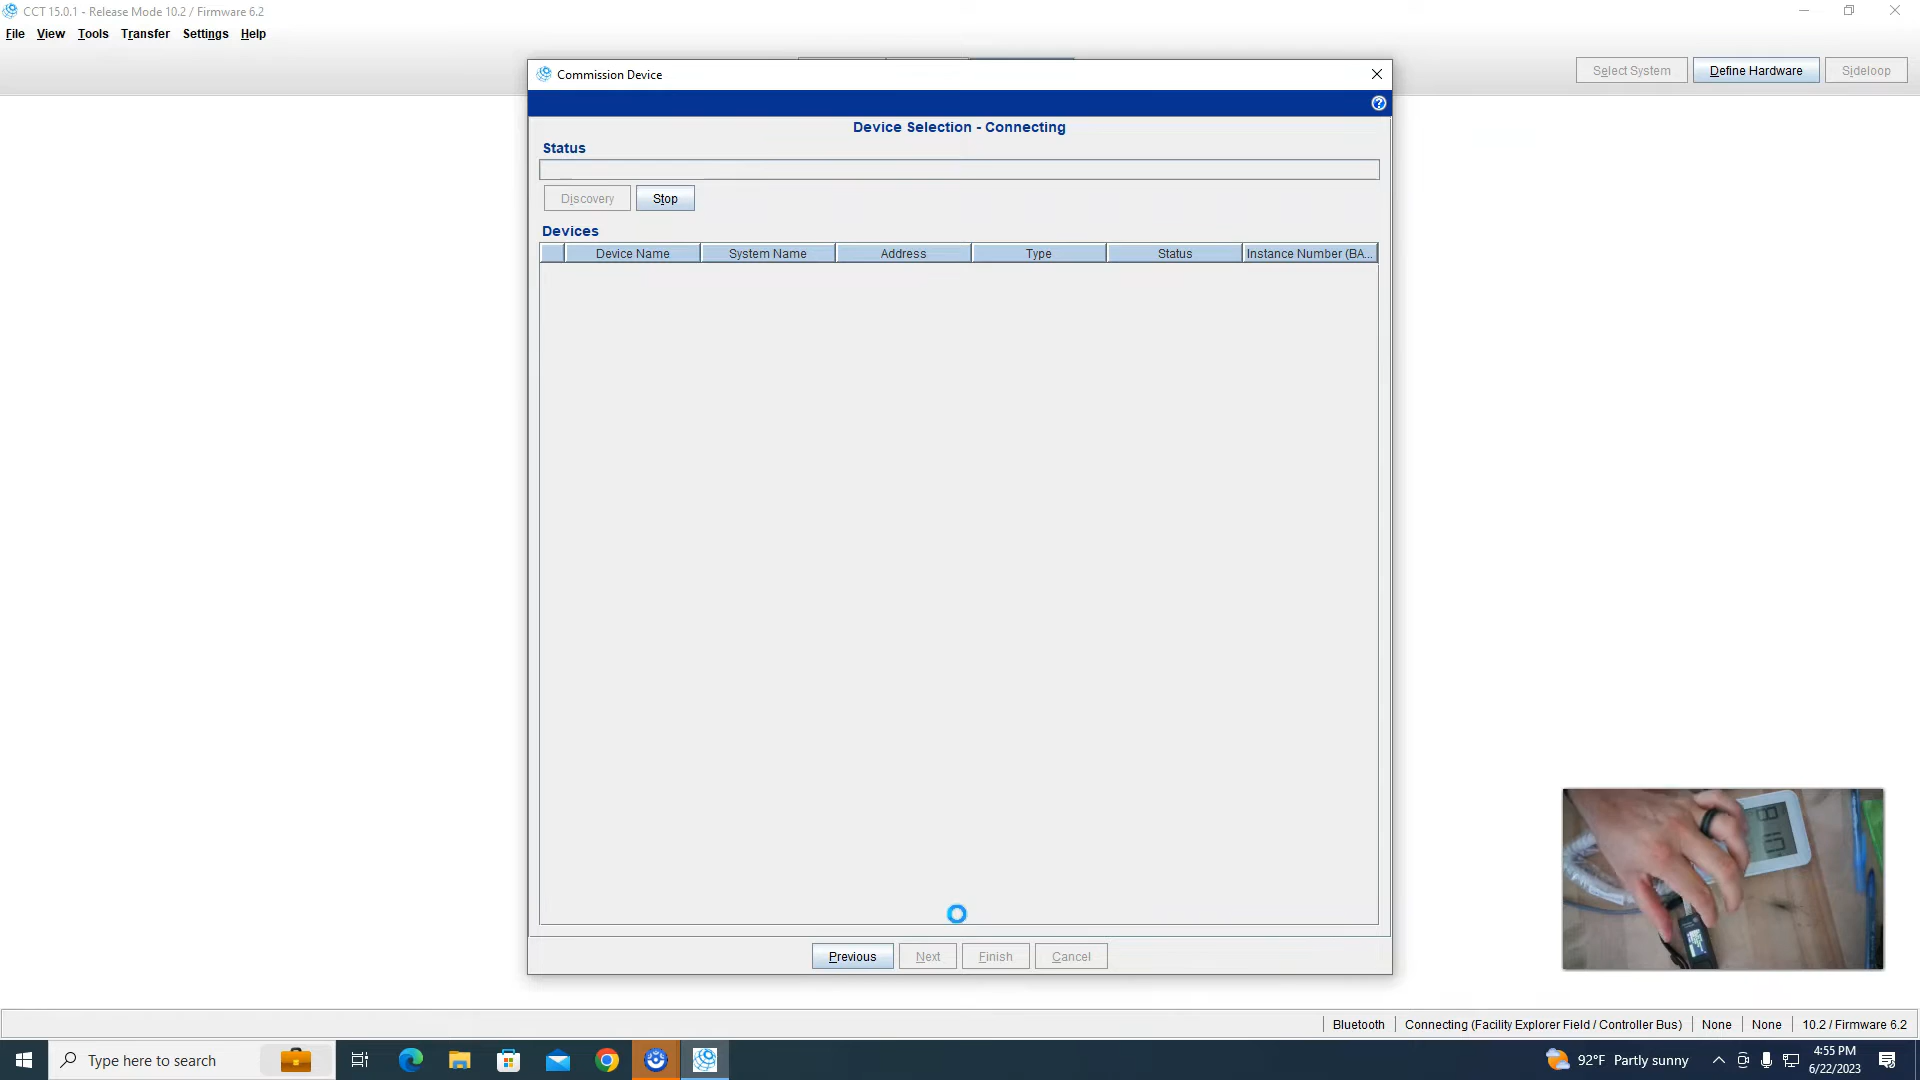 CCT 15.0.1 - Release Mode 10.2 / Firmware 6.2
File View Tools Transfer Settings Help
Select System Define Hardware Sideloop
Commission Device
Device Selection - Connecting
Status
Discovery Stop
Devices
Device Name System Name Address Type Status Instance Number (BA...
Previous Next Finish Cancel
Bluetooth Connecting (Facility Explorer Field / Controller Bus) None None 10.2 / Firmware 6.2
Type here to search
92°F Partly sunny
4:55 PM
6/22/2023